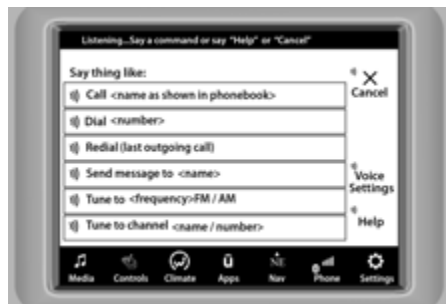 Listening...Say a command or say "Help" or "Cancel"
Say thing like:
Call <name as shown in phonebook>
Dial <number>
Redial (last outgoing call)
Send message to <name>
Tune to <frequency>FM / AM
Tune to channel <name / number>
Cancel
Voice
Settings
Help
Media Controls Climate Apps Nav Phone Settings